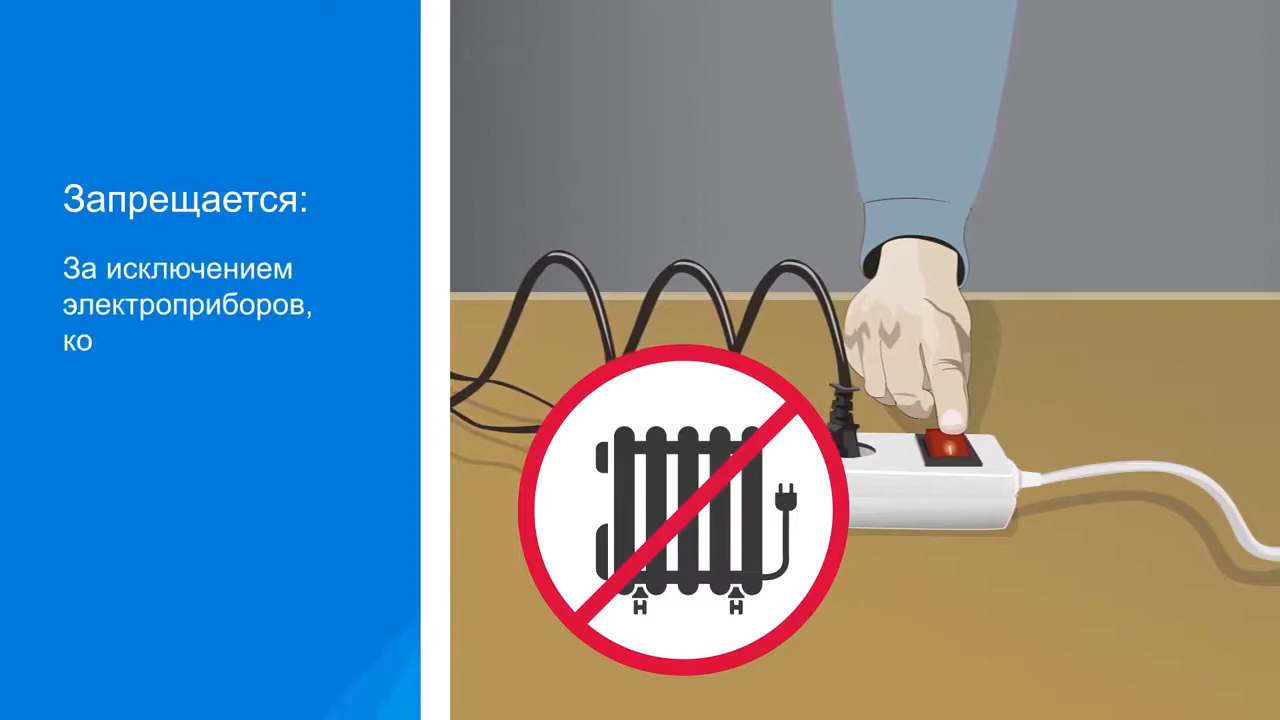 Запрещается:
За исключением
электроприборов,
ко